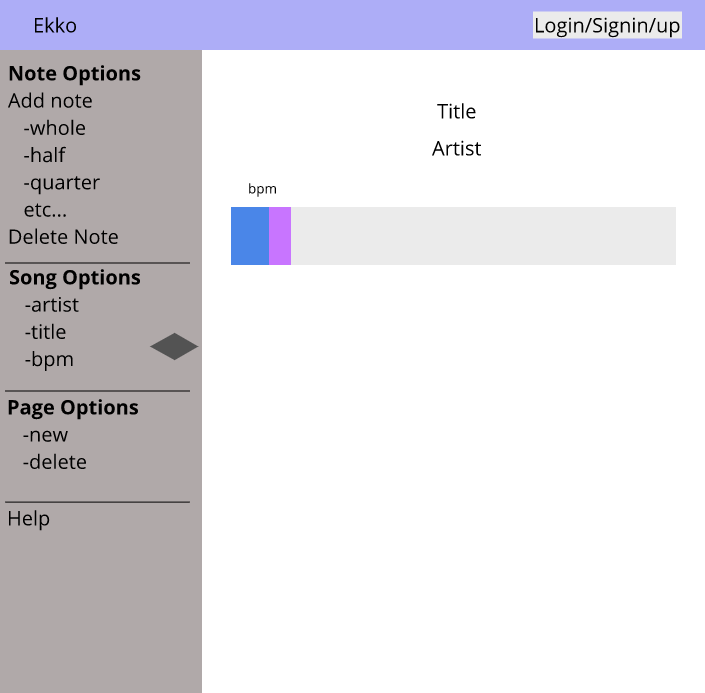 Ekko
Login/Signin/up
Note Options
Add note
-whole
-half
-quarter
etc...
Delete Note
Song Options
-artist
-title
-bpm
Page Options
-new
-delete
Help
Title
Artist
bpm